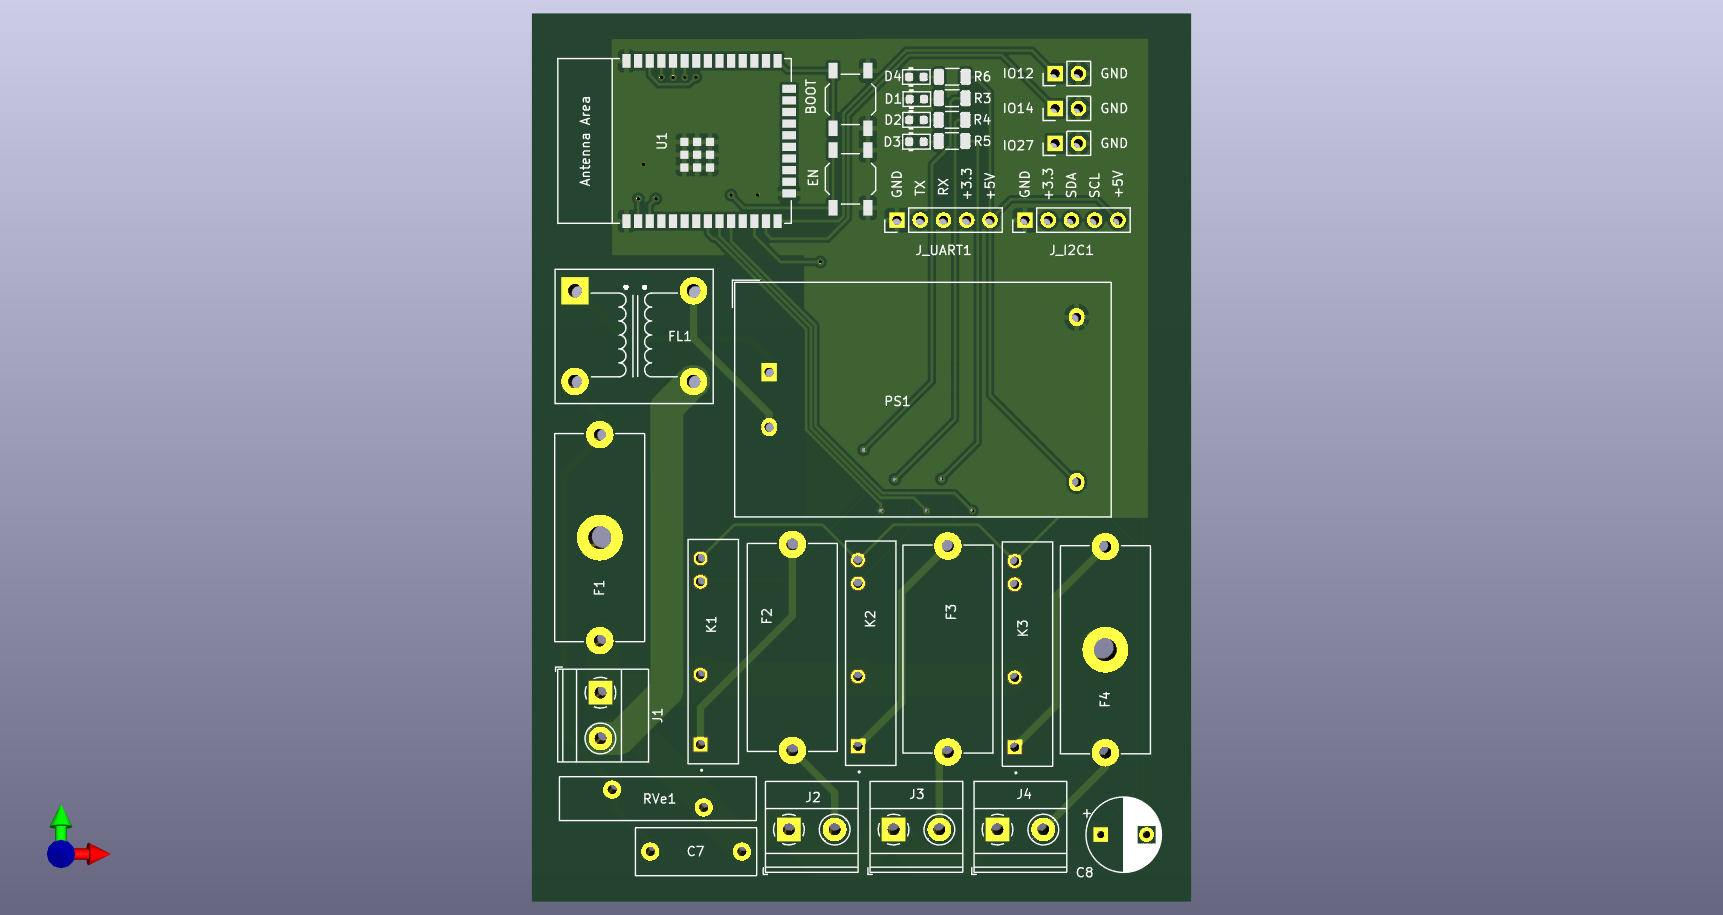 Antenna Area
U1
BOOT
EN
D4
R6
D1
R3
D2
R4
D3
R5
IO12
GND
IO14
GND
IO27
GND
GND
TX
RX
+3.3
+5V
GND
+3.3
SDA
SCL
+5V
J_UART1
J_I2C1
FL1
PS1
F1
K1
F2
K2
F3
K3
F4
J1
RVe1
J2
J3
J4
+
C7
C8